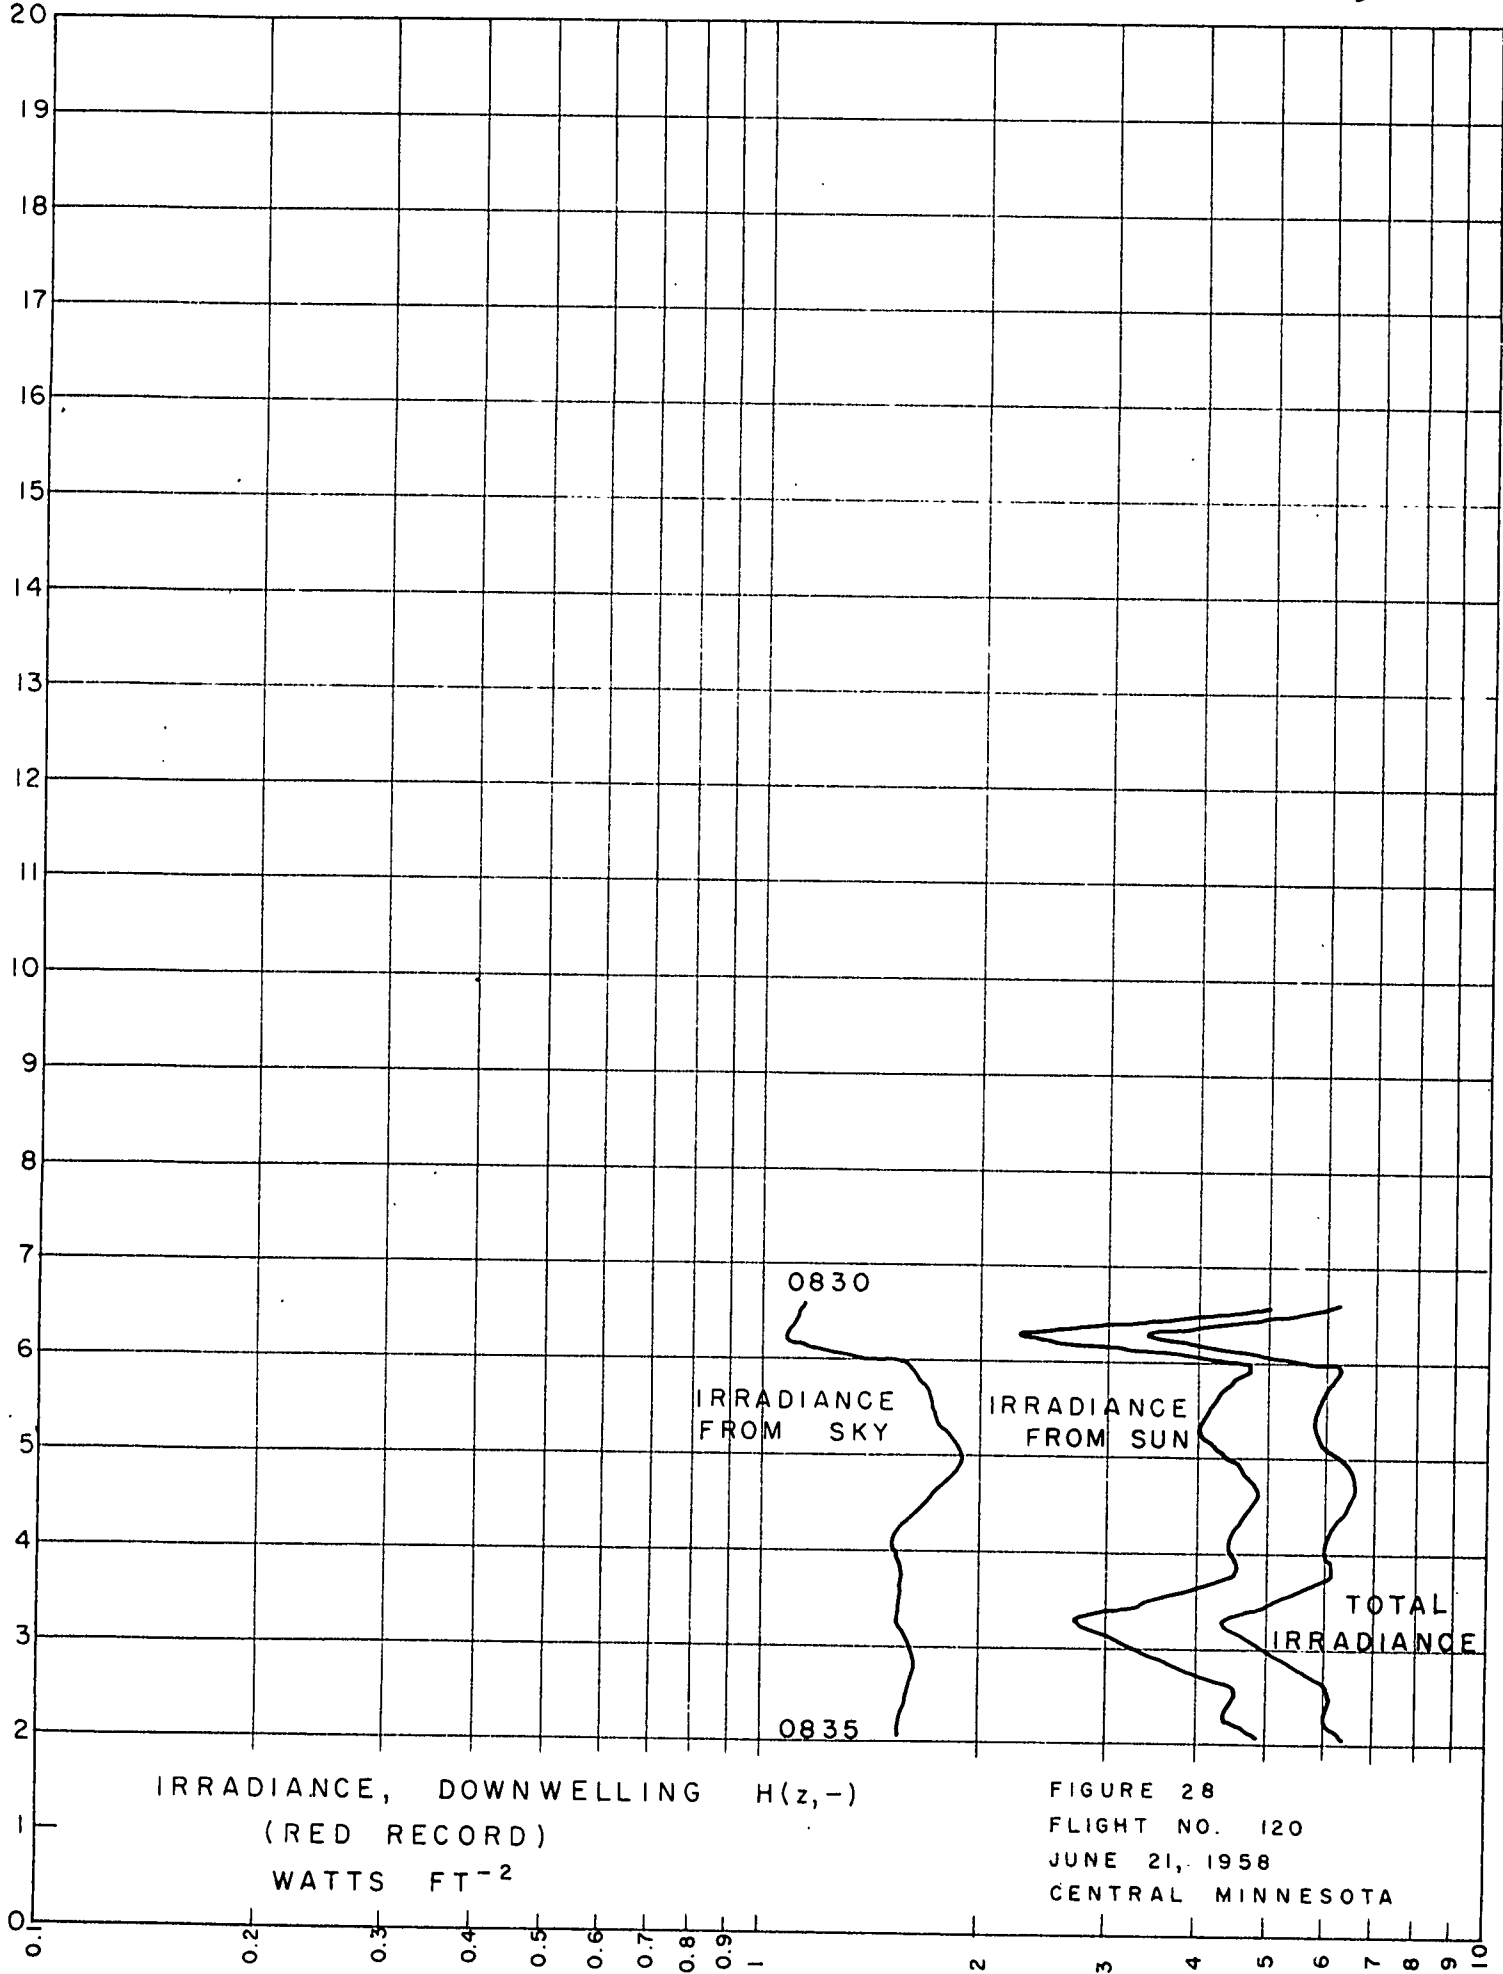 20
19
18
17
16
15
14
13
12
11
10
9
8
7
6
5
4
3
2
1
0
0830
IRRADIANCE
FROM SKY
IRRADIANCE
FROM SUN
TOTAL
IRRADIANCE
0835
IRRADIANCE, DOWNWELLING H(z,-)
(RED RECORD)
WATTS FT⁻²
FIGURE 28
FLIGHT NO. 120
JUNE 21, 1958
CENTRAL MINNESOTA
0. 0.2 0.3 0.4 0.5 0.6 0.7 0.8 0.9 1 2 3 4 5 6 7 8 9 10